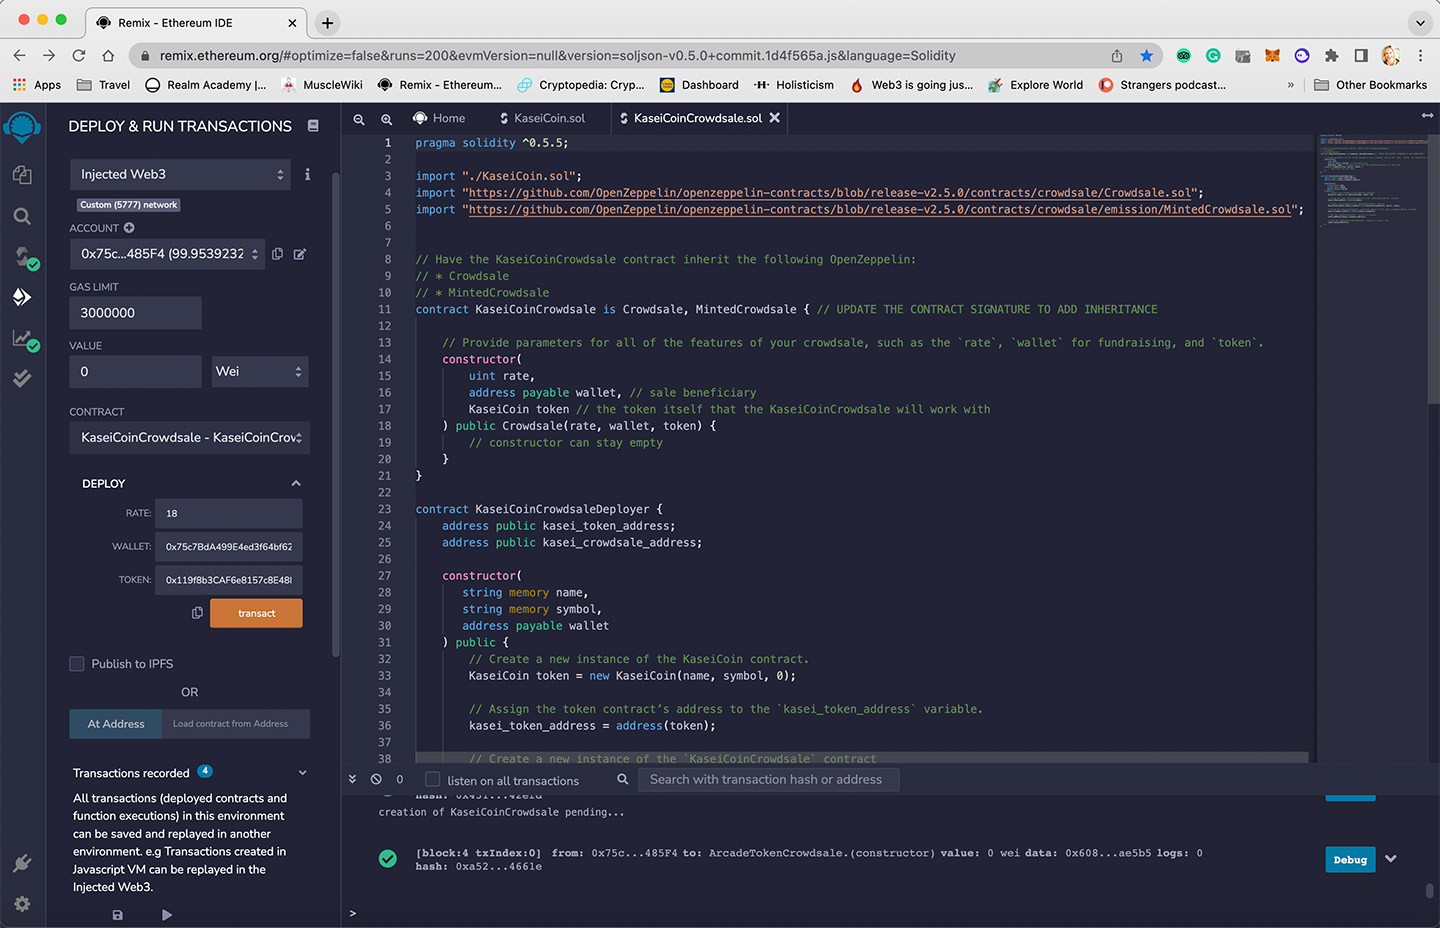 Remix - Ethereum IDE
remix.ethereum.org/#optimize=false&runs=200&evmVersion=null&version=soljson-v0.5.0+commit.1d4f565a.js&language=Solidity
Apps Travel Realm Academy |... MuscleWiki Remix - Ethereum... Cryptopedia: Cryp... Dashboard ·H· Holisticism Web3 is going jus... Explore World Strangers podcast... » Other Bookmarks
DEPLOY & RUN TRANSACTIONS
Injected Web3
Custom (5777) network
ACCOUNT
0x75c...485F4 (99.9539232
GAS LIMIT
3000000
VALUE
0 Wei
CONTRACT
KaseiCoinCrowdsale - KaseiCoinCrow
DEPLOY
RATE: 18
WALLET: 0x75c7BdA499E4ed3f64bf62
TOKEN: 0x119f8b3CAF6e8157c8E48
transact
Publish to IPFS
OR
At Address Load contract from Address
Transactions recorded 4
All transactions (deployed contracts and
function executions) in this environment
can be saved and replayed in another
environment. e.g Transactions created in
Javascript VM can be replayed in the
Injected Web3.
Home KaseiCoin.sol KaseiCoinCrowdsale.sol
1 pragma solidity ^0.5.5;
2
3 import "./KaseiCoin.sol";
4 import "https://github.com/OpenZeppelin/openzeppelin-contracts/blob/release-v2.5.0/contracts/crowdsale/Crowdsale.sol";
5 import "https://github.com/OpenZeppelin/openzeppelin-contracts/blob/release-v2.5.0/contracts/crowdsale/emission/MintedCrowdsale.sol";
6
7
8 // Have the KaseiCoinCrowdsale contract inherit the following OpenZeppelin:
9 // * Crowdsale
10 // * MintedCrowdsale
11 contract KaseiCoinCrowdsale is Crowdsale, MintedCrowdsale { // UPDATE THE CONTRACT SIGNATURE TO ADD INHERITANCE
12
13 // Provide parameters for all of the features of your crowdsale, such as the `rate`, `wallet` for fundraising, and `token`.
14 constructor(
15 uint rate,
16 address payable wallet, // sale beneficiary
17 KaseiCoin token // the token itself that the KaseiCoinCrowdsale will work with
18 ) public Crowdsale(rate, wallet, token) {
19 // constructor can stay empty
20 }
21 }
22
23 contract KaseiCoinCrowdsaleDeployer {
24 address public kasei_token_address;
25 address public kasei_crowdsale_address;
26
27 constructor(
28 string memory name,
29 string memory symbol,
30 address payable wallet
31 ) public {
32 // Create a new instance of the KaseiCoin contract.
33 KaseiCoin token = new KaseiCoin(name, symbol, 0);
34
35 // Assign the token contract's address to the `kasei_token_address` variable.
36 kasei_token_address = address(token);
37
38 // Create a new instance of the `KaseiCoinCrowdsale` contract
0 listen on all transactions Search with transaction hash or address
creation of KaseiCoinCrowdsale pending...
[block:4 txIndex:0] from: 0x75c...485F4 to: ArcadeTokenCrowdsale.(constructor) value: 0 wei data: 0x608...ae5b5 logs: 0
hash: 0xa52...4661e
Debug
>